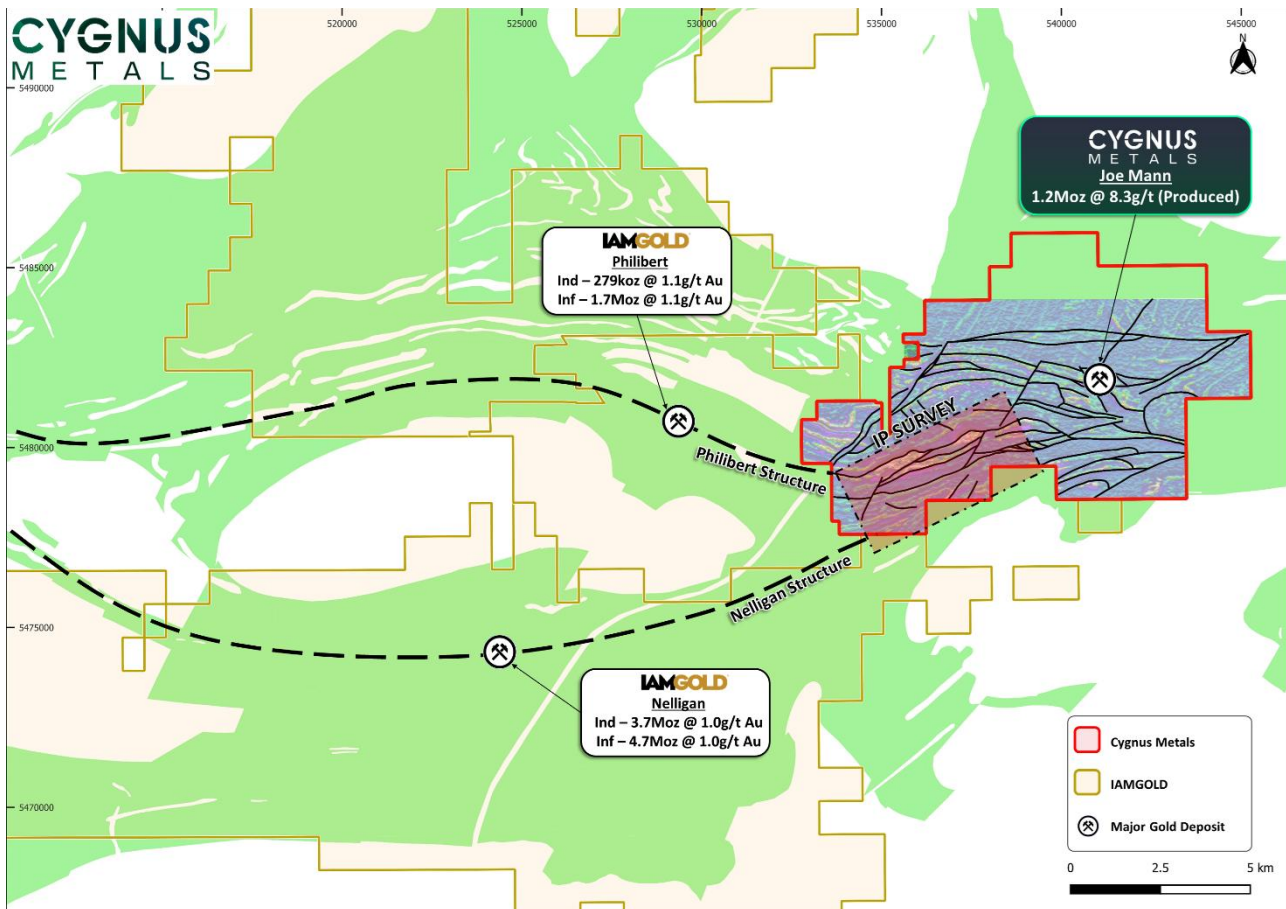 CYGNUS
METALS
520000
525000
530000
535000
540000
545000
N
5490000
5485000
5480000
5475000
5470000
CYGNUS
METALS
Joe Mann
1.2Moz @ 8.3g/t (Produced)
IAMGOLD
Philibert
Ind – 279koz @ 1.1g/t Au
Inf – 1.7Moz @ 1.1g/t Au
IP SURVEY
Philibert Structure
Nelligan Structure
IAMGOLD
Nelligan
Ind – 3.7Moz @ 1.0g/t Au
Inf – 4.7Moz @ 1.0g/t Au
Cygnus Metals
IAMGOLD
Major Gold Deposit
0 2.5 5 km